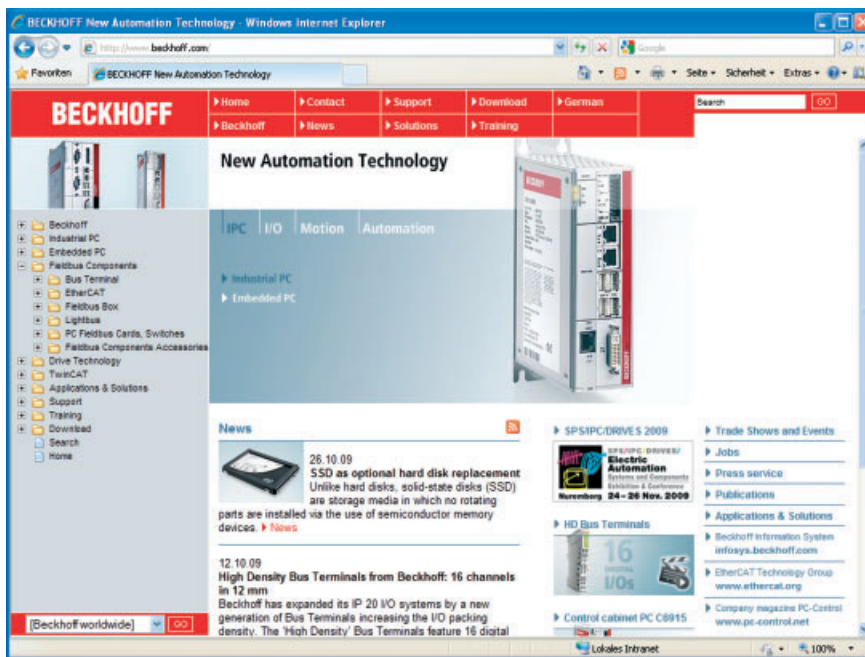 BECKHOFF New Automation Technology - Windows Internet Explorer
http://www.beckhoff.com/
Google
Favoriten
BECKHOFF New Automation Technology
Seite
Sicherheit
Extras
BECKHOFF
Home
Contact
Support
Download
German
Beckhoff
News
Solutions
Training
Search
GO
New Automation Technology
IPC
I/O
Motion
Automation
Industrial PC
Embedded PC
Beckhoff
Industrial PC
Embedded PC
Fieldbus Components
Bus Terminal
EtherCAT
Fieldbus Box
Lightbus
PC Fieldbus Cards, Switches
Fieldbus Components Accessories
Drive Technology
TwinCAT
Applications & Solutions
Support
Training
Download
Search
Home
[Beckhoff worldwide]
GO
News
26.10.09
SSD as optional hard disk replacement
Unlike hard disks, solid-state disks (SSD)
are storage media in which no rotating
parts are installed via the use of semiconductor memory
devices. News
12.10.09
High Density Bus Terminals from Beckhoff: 16 channels
in 12 mm
Beckhoff has expanded its IP 20 I/O systems by a new
generation of Bus Terminals increasing the I/O packing
density. The 'High Density' Bus Terminals feature 16 digital
SPS/IPC/DRIVES 2009
SPS/IPC/DRIVES/
Electric
Automation
Systems and Components
Exhibition & Conference
Nuremberg 24–26 Nov. 2009
HD Bus Terminals
16
DIGITAL
I/Os
Control cabinet PC C6915
Trade Shows and Events
Jobs
Press service
Publications
Applications & Solutions
Beckhoff Information System
infosys.beckhoff.com
EtherCAT Technology Group
www.ethercat.org
Company magazine PC-Control
www.pc-control.net
Lokales Intranet
100%